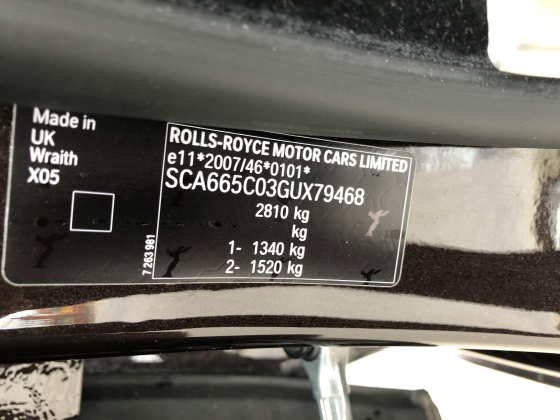 Made in
UK
Wraith
X05
ROLLS-ROYCE MOTOR CARS LIMITED
e11*2007/46*0101*
SCA665C03GUX79468
2810 kg
kg
1- 1340 kg
2- 1520 kg
7 263 981